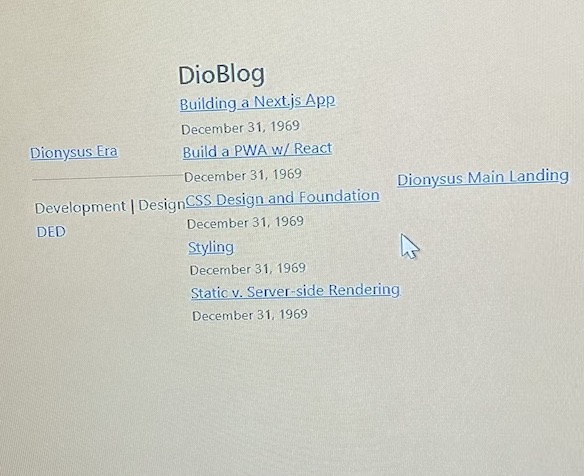 DioBlog
Building a Next.js App
December 31, 1969
Dionysus Era
Build a PWA w/ React
December 31, 1969
Dionysus Main Landing
Development | Design
CSS Design and Foundation
December 31, 1969
DED
Styling
December 31, 1969
Static v. Server-side Rendering
December 31, 1969